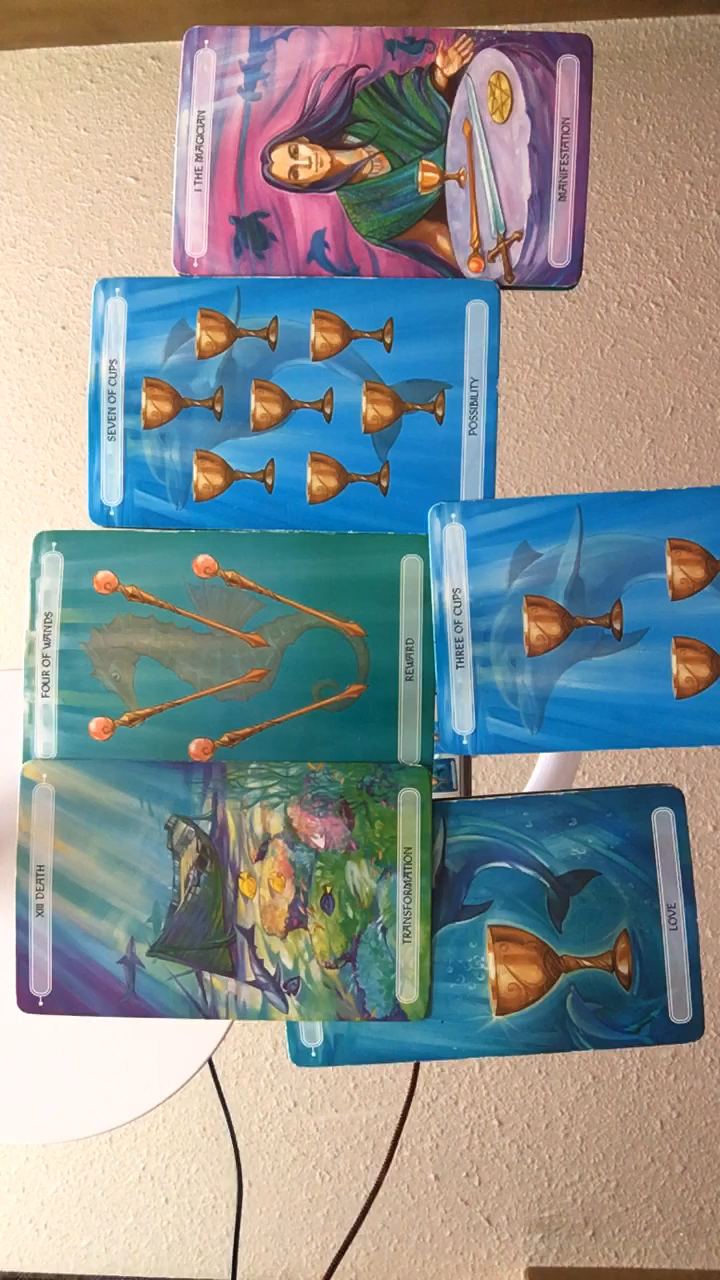 I THE MAGICIAN
MANIFESTATION
SEVEN OF CUPS
POSSIBILITY
FOUR OF WANDS
REWARD
THREE OF CUPS
XIII DEATH
TRANSFORMATION
LOVE